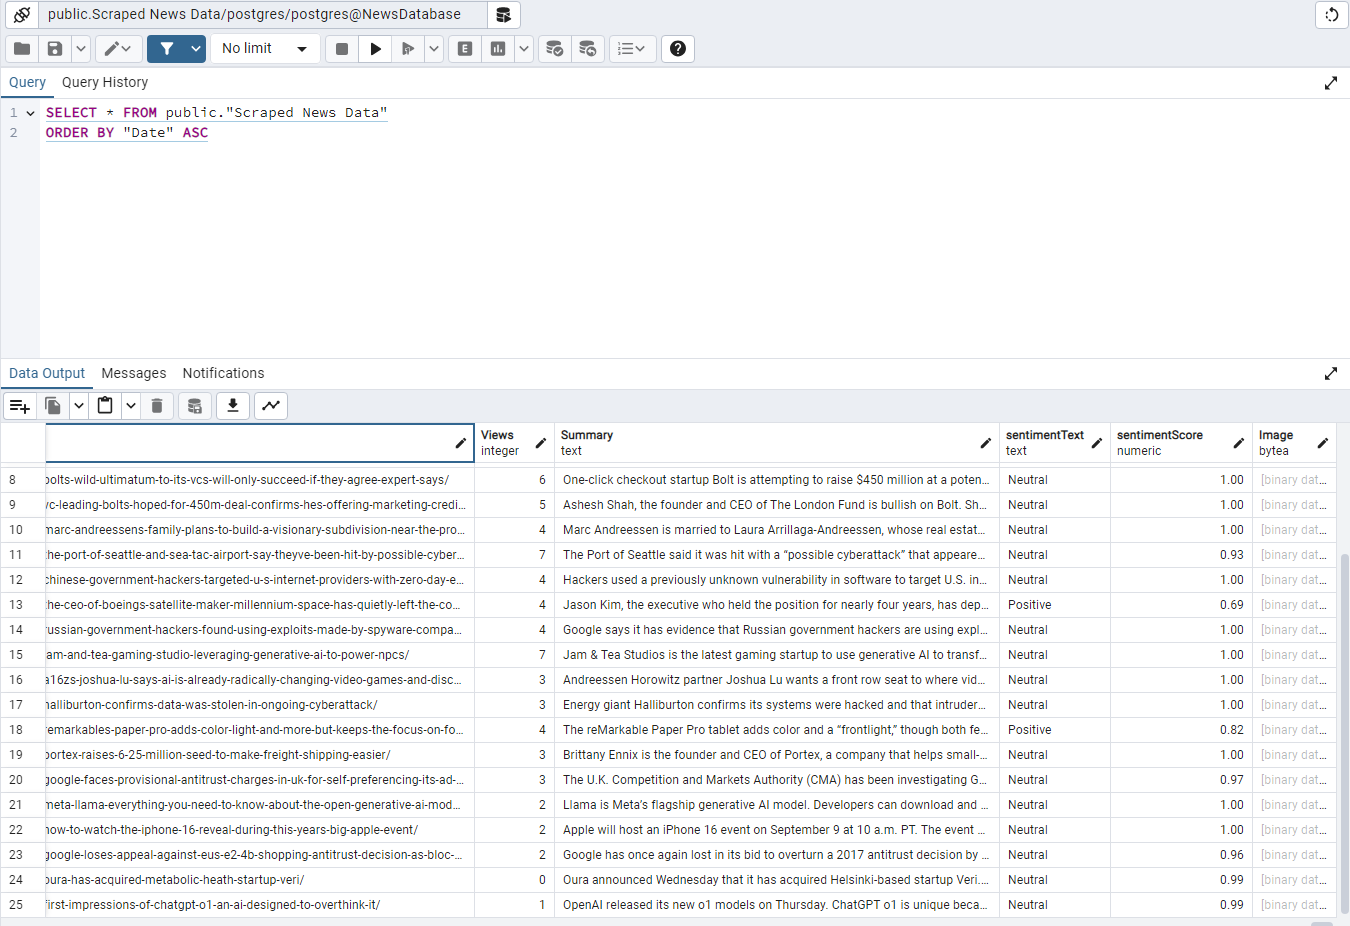 public.Scraped News Data/postgres/postgres@NewsDatabase
No limit
E
Query Query History
1 SELECT * FROM public."Scraped News Data"
2 ORDER BY "Date" ASC
Data Output Messages Notifications
Views Summary sentimentText sentimentScore Image
integer text text numeric bytea
8 bolts-wild-ultimatum-to-its-vcs-will-only-succeed-if-they-agree-expert-says/ 6 One-click checkout startup Bolt is attempting to raise $450 million at a poten... Neutral 1.00 [binary dat...
9 vc-leading-bolts-hoped-for-450m-deal-confirms-hes-offering-marketing-credi... 5 Ashesh Shah, the founder and CEO of The London Fund is bullish on Bolt. Sh... Neutral 1.00 [binary dat...
10 marc-andreessens-family-plans-to-build-a-visionary-subdivision-near-the-pro... 4 Marc Andreessen is married to Laura Arrillaga-Andreessen, whose real estat... Neutral 1.00 [binary dat...
11 the-port-of-seattle-and-sea-tac-airport-say-theyve-been-hit-by-possible-cyber... 7 The Port of Seattle said it was hit with a “possible cyberattack” that appeare... Neutral 0.93 [binary dat...
12 chinese-government-hackers-targeted-u-s-internet-providers-with-zero-day-e... 4 Hackers used a previously unknown vulnerability in software to target U.S. in... Neutral 1.00 [binary dat...
13 the-ceo-of-boeings-satellite-maker-millennium-space-has-quietly-left-the-co... 4 Jason Kim, the executive who held the position for nearly four years, has dep... Positive 0.69 [binary dat...
14 russian-government-hackers-found-using-exploits-made-by-spyware-compa... 4 Google says it has evidence that Russian government hackers are using expl... Neutral 1.00 [binary dat...
15 jam-and-tea-gaming-studio-leveraging-generative-ai-to-power-npcs/ 7 Jam & Tea Studios is the latest gaming startup to use generative AI to transf... Neutral 1.00 [binary dat...
16 a16zs-joshua-lu-says-ai-is-already-radically-changing-video-games-and-disc... 3 Andreessen Horowitz partner Joshua Lu wants a front row seat to where vid... Neutral 1.00 [binary dat...
17 halliburton-confirms-data-was-stolen-in-ongoing-cyberattack/ 3 Energy giant Halliburton confirms its systems were hacked and that intruder... Neutral 1.00 [binary dat...
18 remarkables-paper-pro-adds-color-light-and-more-but-keeps-the-focus-on-fo... 4 The reMarkable Paper Pro tablet adds color and a “frontlight,” though both fe... Positive 0.82 [binary dat...
19 portex-raises-6-25-million-seed-to-make-freight-shipping-easier/ 3 Brittany Ennix is the founder and CEO of Portex, a company that helps small-... Neutral 1.00 [binary dat...
20 google-faces-provisional-antitrust-charges-in-uk-for-self-preferencing-its-ad-... 3 The U.K. Competition and Markets Authority (CMA) has been investigating G... Neutral 0.97 [binary dat...
21 meta-llama-everything-you-need-to-know-about-the-open-generative-ai-mod... 2 Llama is Meta’s flagship generative AI model. Developers can download and ... Neutral 1.00 [binary dat...
22 how-to-watch-the-iphone-16-reveal-during-this-years-big-apple-event/ 2 Apple will host an iPhone 16 event on September 9 at 10 a.m. PT. The event ... Neutral 1.00 [binary dat...
23 google-loses-appeal-against-eus-e2-4b-shopping-antitrust-decision-as-bloc-... 2 Google has once again lost in its bid to overturn a 2017 antitrust decision by ... Neutral 0.96 [binary dat...
24 oura-has-acquired-metabolic-heath-startup-veri/ 0 Oura announced Wednesday that it has acquired Helsinki-based startup Veri.... Neutral 0.99 [binary dat...
25 first-impressions-of-chatgpt-o1-an-ai-designed-to-overthink-it/ 1 OpenAI released its new o1 models on Thursday. ChatGPT o1 is unique beca... Neutral 0.99 [binary dat...